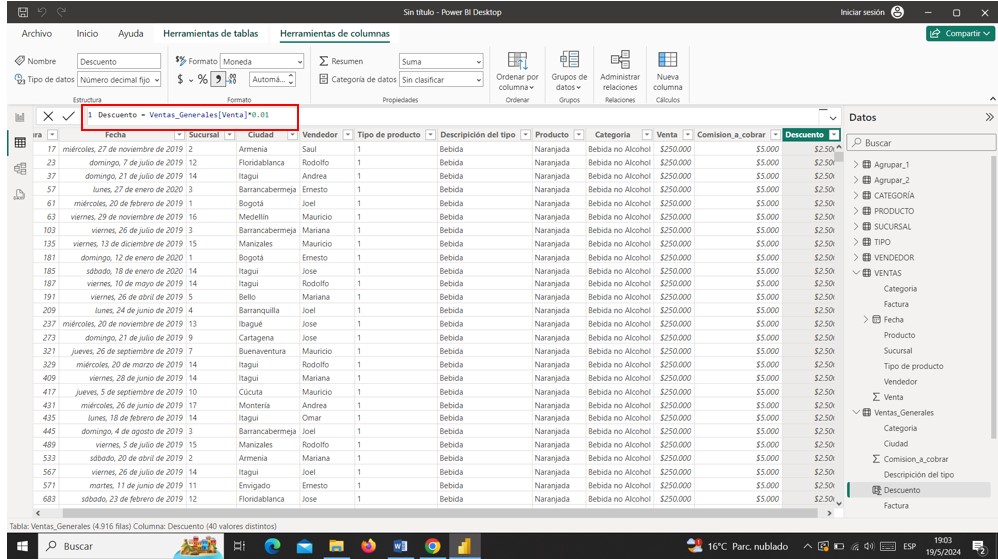 Sin título - Power BI Desktop
Iniciar sesión
Archivo Inicio Ayuda Herramientas de tablas Herramientas de columnas
Compartir
Nombre Descuento
Tipo de datos Número decimal fijo
Estructura
Formato Moneda
$ % Automá...
Formato
Resumen Suma
Categoría de datos Sin clasificar
Propiedades
Ordenar por columna
Ordenar
Grupos de datos
Grupos
Administrar relaciones
Relaciones
Nueva columna
Cálculos
1 Descuento = Ventas_Generales[Venta]*0.01
ura Fecha Sucursal Ciudad Vendedor Tipo de producto Descripición del tipo Producto Categoria Venta Comision_a_cobrar Descuento
17 miércoles, 27 de noviembre de 2019 2 Armenia Saul 1 Bebida Naranjada Bebida no Alcohol $250.000 $5.000 $2.500
23 domingo, 7 de julio de 2019 12 Floridablanca Rodolfo 1 Bebida Naranjada Bebida no Alcohol $250.000 $5.000 $2.500
37 domingo, 21 de julio de 2019 14 Itagui Andrea 1 Bebida Naranjada Bebida no Alcohol $250.000 $5.000 $2.500
57 lunes, 27 de enero de 2020 3 Barrancabermeja Ernesto 1 Bebida Naranjada Bebida no Alcohol $250.000 $5.000 $2.500
61 miércoles, 20 de febrero de 2019 1 Bogotá Joel 1 Bebida Naranjada Bebida no Alcohol $250.000 $5.000 $2.500
63 viernes, 29 de noviembre de 2019 16 Medellín Mauricio 1 Bebida Naranjada Bebida no Alcohol $250.000 $5.000 $2.500
103 viernes, 26 de julio de 2019 3 Barrancabermeja Mariana 1 Bebida Naranjada Bebida no Alcohol $250.000 $5.000 $2.500
135 viernes, 13 de diciembre de 2019 15 Manizales Mauricio 1 Bebida Naranjada Bebida no Alcohol $250.000 $5.000 $2.500
181 domingo, 12 de enero de 2020 1 Bogotá Ernesto 1 Bebida Naranjada Bebida no Alcohol $250.000 $5.000 $2.500
185 sábado, 18 de enero de 2020 14 Itagui Jose 1 Bebida Naranjada Bebida no Alcohol $250.000 $5.000 $2.500
187 viernes, 10 de mayo de 2019 14 Itagui Rodolfo 1 Bebida Naranjada Bebida no Alcohol $250.000 $5.000 $2.500
191 viernes, 26 de abril de 2019 5 Bello Mariana 1 Bebida Naranjada Bebida no Alcohol $250.000 $5.000 $2.500
209 lunes, 24 de junio de 2019 4 Barranquilla Joel 1 Bebida Naranjada Bebida no Alcohol $250.000 $5.000 $2.500
237 miércoles, 20 de noviembre de 2019 13 Ibagué Jose 1 Bebida Naranjada Bebida no Alcohol $250.000 $5.000 $2.500
273 domingo, 21 de julio de 2019 9 Cartagena Jose 1 Bebida Naranjada Bebida no Alcohol $250.000 $5.000 $2.500
321 jueves, 26 de septiembre de 2019 7 Buenaventura Mauricio 1 Bebida Naranjada Bebida no Alcohol $250.000 $5.000 $2.500
329 miércoles, 20 de marzo de 2019 14 Itagui Rodolfo 1 Bebida Naranjada Bebida no Alcohol $250.000 $5.000 $2.500
409 viernes, 28 de junio de 2019 14 Itagui Mariana 1 Bebida Naranjada Bebida no Alcohol $250.000 $5.000 $2.500
417 jueves, 5 de septiembre de 2019 10 Cúcuta Mauricio 1 Bebida Naranjada Bebida no Alcohol $250.000 $5.000 $2.500
431 miércoles, 26 de junio de 2019 17 Montería Andrea 1 Bebida Naranjada Bebida no Alcohol $250.000 $5.000 $2.500
435 lunes, 18 de febrero de 2019 14 Itagui Omar 1 Bebida Naranjada Bebida no Alcohol $250.000 $5.000 $2.500
445 domingo, 4 de agosto de 2019 3 Barrancabermeja Joel 1 Bebida Naranjada Bebida no Alcohol $250.000 $5.000 $2.500
489 viernes, 5 de julio de 2019 15 Manizales Rodolfo 1 Bebida Naranjada Bebida no Alcohol $250.000 $5.000 $2.500
533 sábado, 20 de abril de 2019 2 Armenia Mariana 1 Bebida Naranjada Bebida no Alcohol $250.000 $5.000 $2.500
567 viernes, 26 de julio de 2019 14 Itagui Joel 1 Bebida Naranjada Bebida no Alcohol $250.000 $5.000 $2.500
571 martes, 11 de junio de 2019 11 Envigado Ernesto 1 Bebida Naranjada Bebida no Alcohol $250.000 $5.000 $2.500
683 sábado, 23 de febrero de 2019 12 Floridablanca Jose 1 Bebida Naranjada Bebida no Alcohol $250.000 $5.000 $2.500
Datos
Buscar
Agrupar_1
Agrupar_2
CATEGORÍA
PRODUCTO
SUCURSAL
TIPO
VENDEDOR
VENTAS
Categoria
Factura
Fecha
Producto
Sucursal
Tipo de producto
Vendedor
Venta
Ventas_Generales
Categoria
Ciudad
Comision_a_cobrar
Descripición del tipo
Descuento
Factura
Tabla: Ventas_Generales (4.916 filas) Columna: Descuento (40 valores distintos)
Buscar
16°C Parc. nublado
ESP
19:03
19/5/2024
2